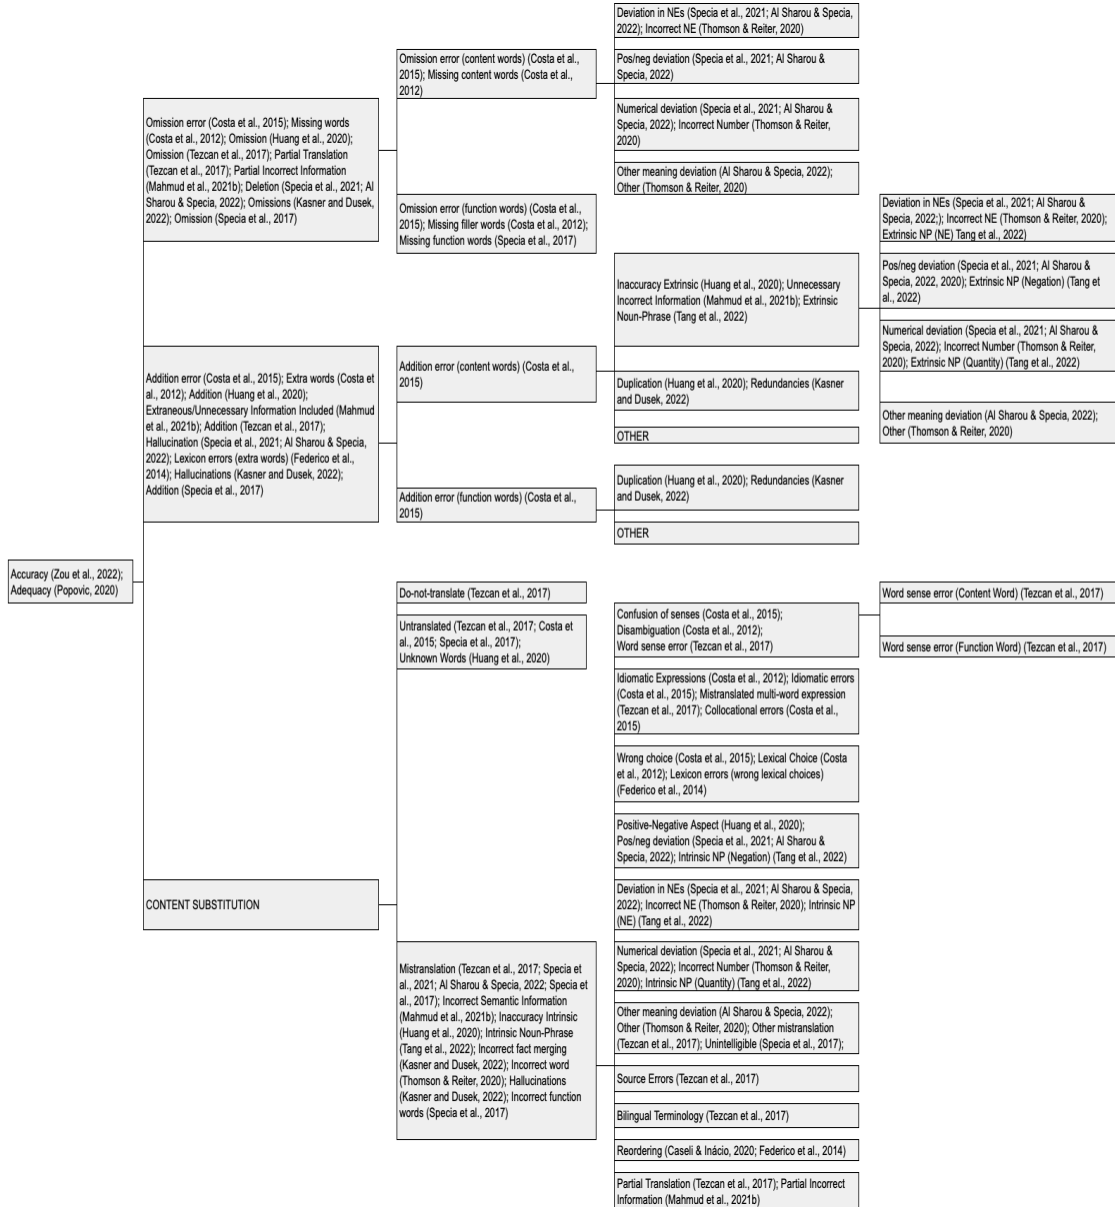 Accuracy (Zou et al., 2022);
Adequacy (Popovic, 2020)
Omission error (Costa et al., 2015); Missing words
(Costa et al., 2012); Omission (Huang et al., 2020);
Omission (Tezcan et al., 2017); Partial Translation
(Tezcan et al., 2017); Partial Incorrect Information
(Mahmud et al., 2021b); Deletion (Specia et al., 2021; Al
Sharou & Specia, 2022); Omissions (Kasner and Dusek,
2022); Omission (Specia et al., 2017)
Omission error (content words) (Costa et al.,
2015); Missing content words (Costa et al.,
2012)
Deviation in NEs (Specia et al., 2021; Al Sharou & Specia,
2022); Incorrect NE (Thomson & Reiter, 2020)
Pos/neg deviation (Specia et al., 2021; Al Sharou &
Specia, 2022)
Numerical deviation (Specia et al., 2021; Al Sharou &
Specia, 2022); Incorrect Number (Thomson & Reiter,
2020)
Other meaning deviation (Al Sharou & Specia, 2022);
Other (Thomson & Reiter, 2020)
Omission error (function words) (Costa et al.,
2015); Missing filler words (Costa et al., 2012);
Missing function words (Specia et al., 2017)
Addition error (Costa et al., 2015); Extra words (Costa et
al., 2012); Addition (Huang et al., 2020);
Extraneous/Unnecessary Information Included (Mahmud
et al., 2021b); Addition (Tezcan et al., 2017);
Hallucination (Specia et al., 2021; Al Sharou & Specia,
2022); Lexicon errors (extra words) (Federico et al.,
2014); Hallucinations (Kasner and Dusek, 2022);
Addition (Specia et al., 2017)
Addition error (content words) (Costa et al.,
2015)
Inaccuracy Extrinsic (Huang et al., 2020); Unnecessary
Incorrect Information (Mahmud et al., 2021b); Extrinsic
Noun-Phrase (Tang et al., 2022)
Deviation in NEs (Specia et al., 2021; Al Sharou &
Specia, 2022;); Incorrect NE (Thomson & Reiter, 2020);
Extrinsic NP (NE) Tang et al., 2022)
Pos/neg deviation (Specia et al., 2021; Al Sharou &
Specia, 2022, 2020); Extrinsic NP (Negation) (Tang et
al., 2022)
Numerical deviation (Specia et al., 2021; Al Sharou &
Specia, 2022); Incorrect Number (Thomson & Reiter,
2020); Extrinsic NP (Quantity) (Tang et al., 2022)
Other meaning deviation (Al Sharou & Specia, 2022);
Other (Thomson & Reiter, 2020)
Duplication (Huang et al., 2020); Redundancies (Kasner
and Dusek, 2022)
OTHER
Addition error (function words) (Costa et al.,
2015)
Duplication (Huang et al., 2020); Redundancies (Kasner
and Dusek, 2022)
OTHER
CONTENT SUBSTITUTION
Do-not-translate (Tezcan et al., 2017)
Untranslated (Tezcan et al., 2017; Costa
et al., 2015; Specia et al., 2017);
Unknown Words (Huang et al., 2020)
Mistranslation (Tezcan et al., 2017; Specia et
al., 2021; Al Sharou & Specia, 2022; Specia et
al., 2017); Incorrect Semantic Information
(Mahmud et al., 2021b); Inaccuracy Intrinsic
(Huang et al., 2020); Intrinsic Noun-Phrase
(Tang et al., 2022); Incorrect fact merging
(Kasner and Dusek, 2022); Incorrect word
(Thomson & Reiter, 2020); Hallucinations
(Kasner and Dusek, 2022); Incorrect function
words (Specia et al., 2017)
Confusion of senses (Costa et al., 2015);
Disambiguation (Costa et al., 2012);
Word sense error (Tezcan et al., 2017)
Word sense error (Content Word) (Tezcan et al., 2017)
Word sense error (Function Word) (Tezcan et al., 2017)
Idiomatic Expressions (Costa et al., 2012); Idiomatic errors
(Costa et al., 2015); Mistranslated multi-word expression
(Tezcan et al., 2017); Collocational errors (Costa et al.,
2015)
Wrong choice (Costa et al., 2015); Lexical Choice (Costa
et al., 2012); Lexicon errors (wrong lexical choices)
(Federico et al., 2014)
Positive-Negative Aspect (Huang et al., 2020);
Pos/neg deviation (Specia et al., 2021; Al Sharou &
Specia, 2022); Intrinsic NP (Negation) (Tang et al., 2022)
Deviation in NEs (Specia et al., 2021; Al Sharou & Specia,
2022); Incorrect NE (Thomson & Reiter, 2020); Intrinsic NP
(NE) (Tang et al., 2022)
Numerical deviation (Specia et al., 2021; Al Sharou &
Specia, 2022); Incorrect Number (Thomson & Reiter,
2020); Intrinsic NP (Quantity) (Tang et al., 2022)
Other meaning deviation (Al Sharou & Specia, 2022);
Other (Thomson & Reiter, 2020); Other mistranslation
(Tezcan et al., 2017); Unintelligible (Specia et al., 2017);
Source Errors (Tezcan et al., 2017)
Bilingual Terminology (Tezcan et al., 2017)
Reordering (Caseli & Inácio, 2020; Federico et al., 2014)
Partial Translation (Tezcan et al., 2017); Partial Incorrect
Information (Mahmud et al., 2021b)